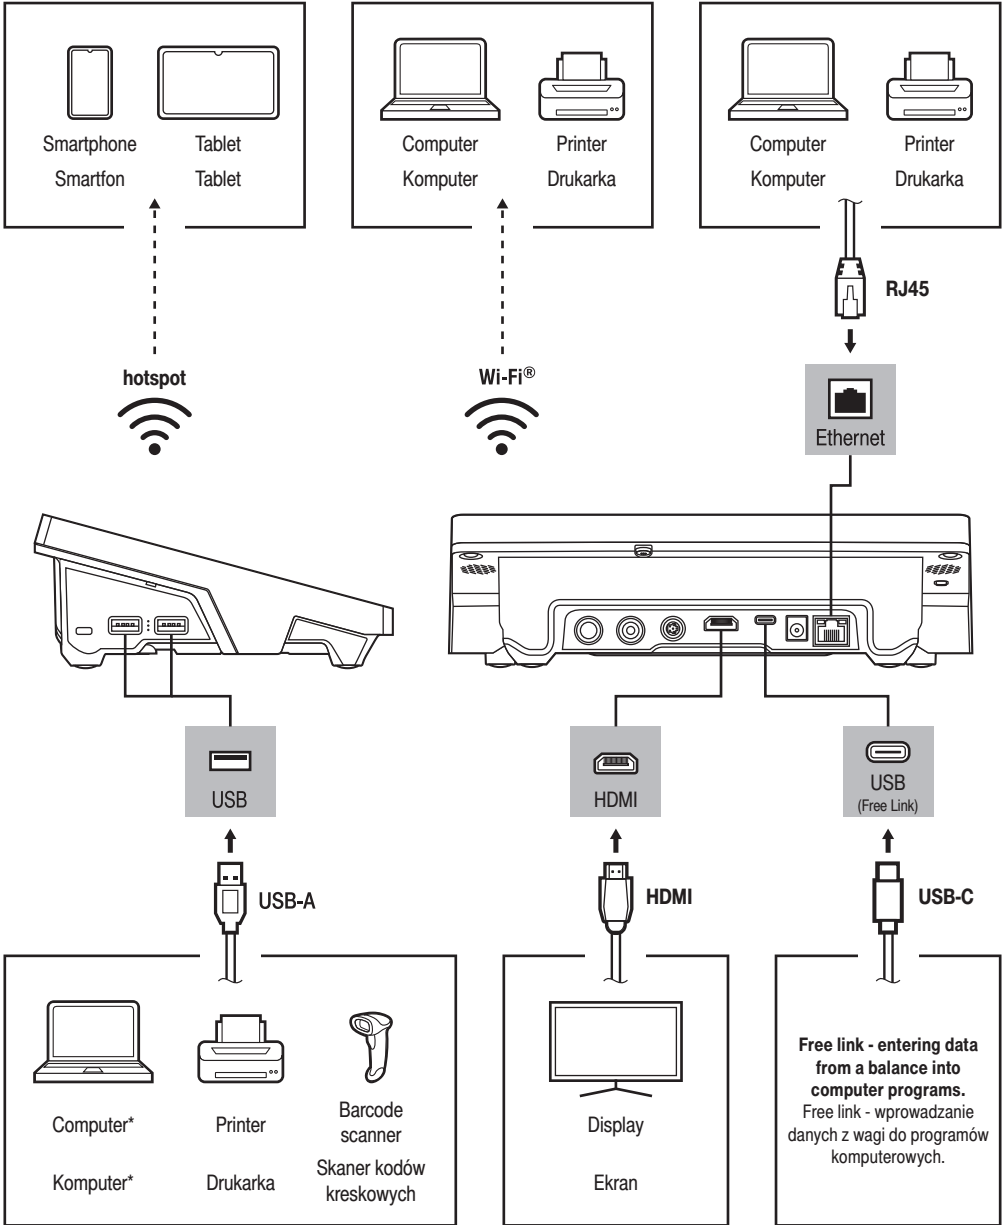 Smartphone
Smartfon
Tablet
Tablet
Computer
Komputer
Printer
Drukarka
Computer
Komputer
Printer
Drukarka
RJ45
hotspot
Wi-Fi®
Ethernet
USB
HDMI
USB
(Free Link)
USB-A
HDMI
USB-C
Computer*
Komputer*
Printer
Drukarka
Barcode
scanner
Skaner kodów
kreskowych
Display
Ekran
Free link - entering data
from a balance into
computer programs.
Free link - wprowadzanie
danych z wagi do programów
komputerowych.